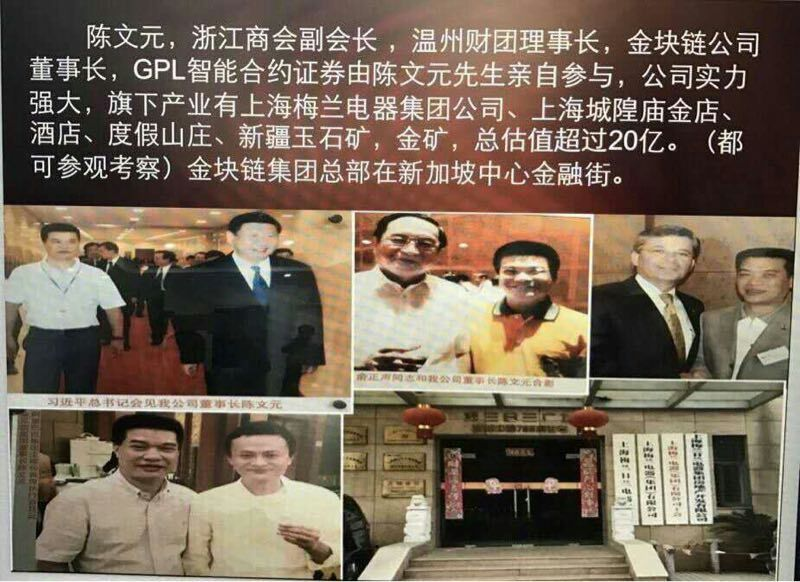 陈文元，浙江商会副会长 ，温州财团理事长，金块链公司
董事长，GPL智能合约证券由陈文元先生亲自参与，公司实力
强大，旗下产业有上海梅兰电器集团公司、上海城隍庙金店、
酒店、度假山庄、新疆玉石矿，金矿，总估值超过20亿。（都
可参观考察）金块链集团总部在新加坡中心金融街。
习近平总书记会见我公司董事长陈文元
俞正声同志和我公司董事长陈文元合影